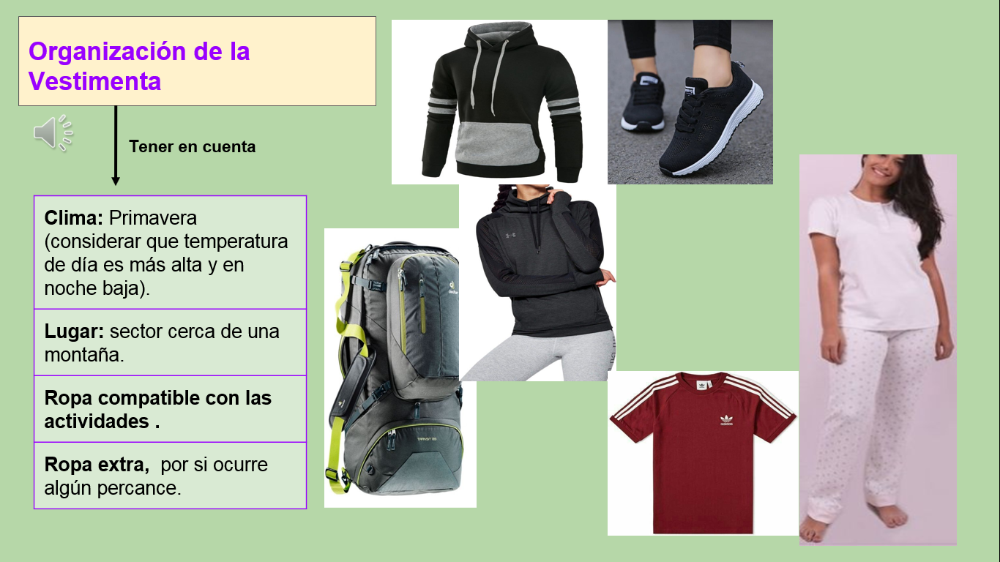 Organización de la
Vestimenta
Tener en cuenta
Clima: Primavera
(considerar que temperatura
de día es más alta y en
noche baja).
Lugar: sector cerca de una
montaña.
Ropa compatible con las
actividades .
Ropa extra,  por si ocurre
algún percance.
deuter
adidas